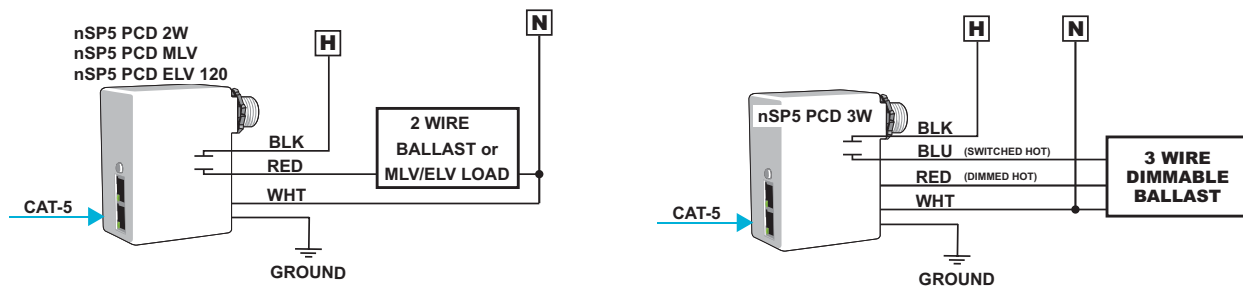 nSP5 PCD 2W
nSP5 PCD MLV
nSP5 PCD ELV 120
H
N
BLK
RED
WHT
2 WIRE
BALLAST or
MLV/ELV LOAD
CAT-5
GROUND
nSP5 PCD 3W
H
N
BLK
BLU (SWITCHED HOT)
RED (DIMMED HOT)
WHT
3 WIRE
DIMMABLE
BALLAST
CAT-5
GROUND